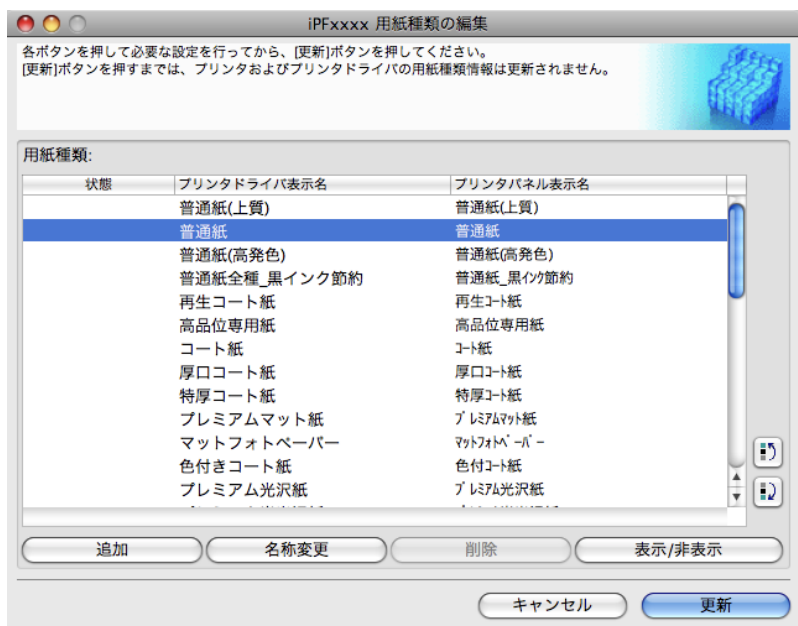 iPFxxxx 用紙種類の編集
各ボタンを押して必要な設定を行ってから、[更新]ボタンを押してください。
[更新]ボタンを押すまでは、プリンタおよびプリンタドライバの用紙種類情報は更新されません。
用紙種類:
状態 プリンタドライバ表示名 プリンタパネル表示名
普通紙(上質) 普通紙(上質)
普通紙 普通紙
普通紙(高発色) 普通紙(高発色)
普通紙全種_黒インク節約 普通紙_黒インク節約
再生コート紙 再生コート紙
高品位専用紙 高品位専用紙
コート紙 コート紙
厚口コート紙 厚口コート紙
特厚コート紙 特厚コート紙
プレミアムマット紙 プレミアムマット紙
マットフォトペーパー マットフォトペーパー
色付きコート紙 色付コート紙
プレミアム光沢紙 プレミアム光沢紙
追加 名称変更 削除 表示/非表示
キャンセル 更新